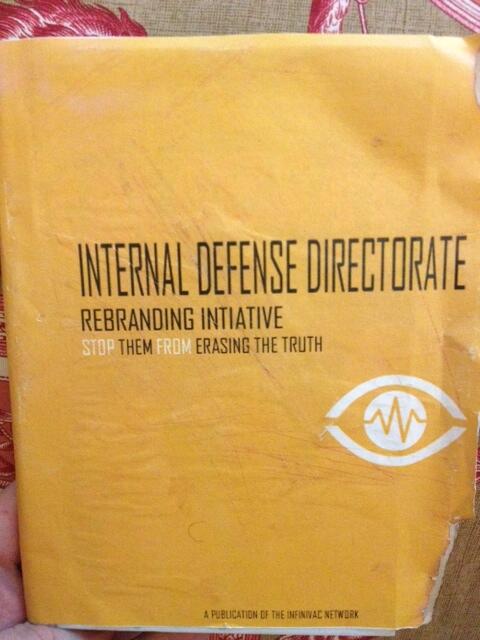 INTERNAL DEFENSE DIRECTORATE
REBRANDING INTIATIVE
STOP THEM FROM ERASING THE TRUTH
A PUBLICATION OF THE INFINIVAC NETWORK